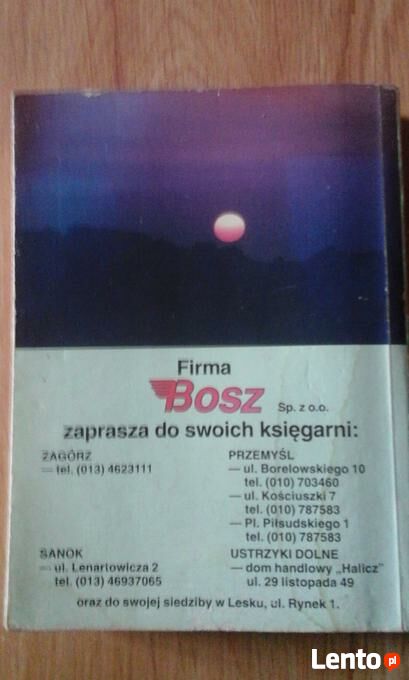 Firma
Bosz Sp. z o.o.
zaprasza do swoich księgarni:
ZAGÓRZ
— tel. (013) 4623111
PRZEMYŚL
— ul. Borelowskiego 10
tel. (010) 703460
— ul. Kościuszki 7
tel. (010) 787583
— Pl. Piłsudskiego 1
tel. (010) 787583
SANOK
— ul. Lenartowicza 2
tel. (013) 46937065
USTRZYKI DOLNE
— dom handlowy „Halicz”
ul. 29 listopada 49
oraz do swojej siedziby w Lesku, ul. Rynek 1.
Lento.pl